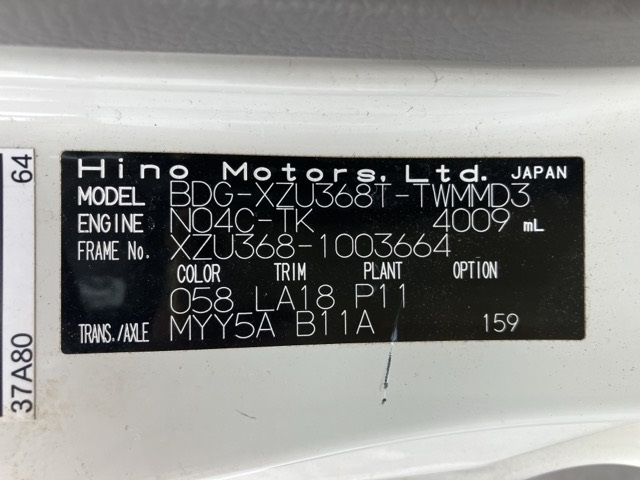 Hino Motors, Ltd. JAPAN
MODEL BDG-XZU368T-TWMMD3
ENGINE N04C-TK 4009 mL
FRAME No. XZU368-1003664
COLOR TRIM PLANT OPTION
058 LA18 P11
TRANS./AXLE MYY5A B11A 159
37A80 64